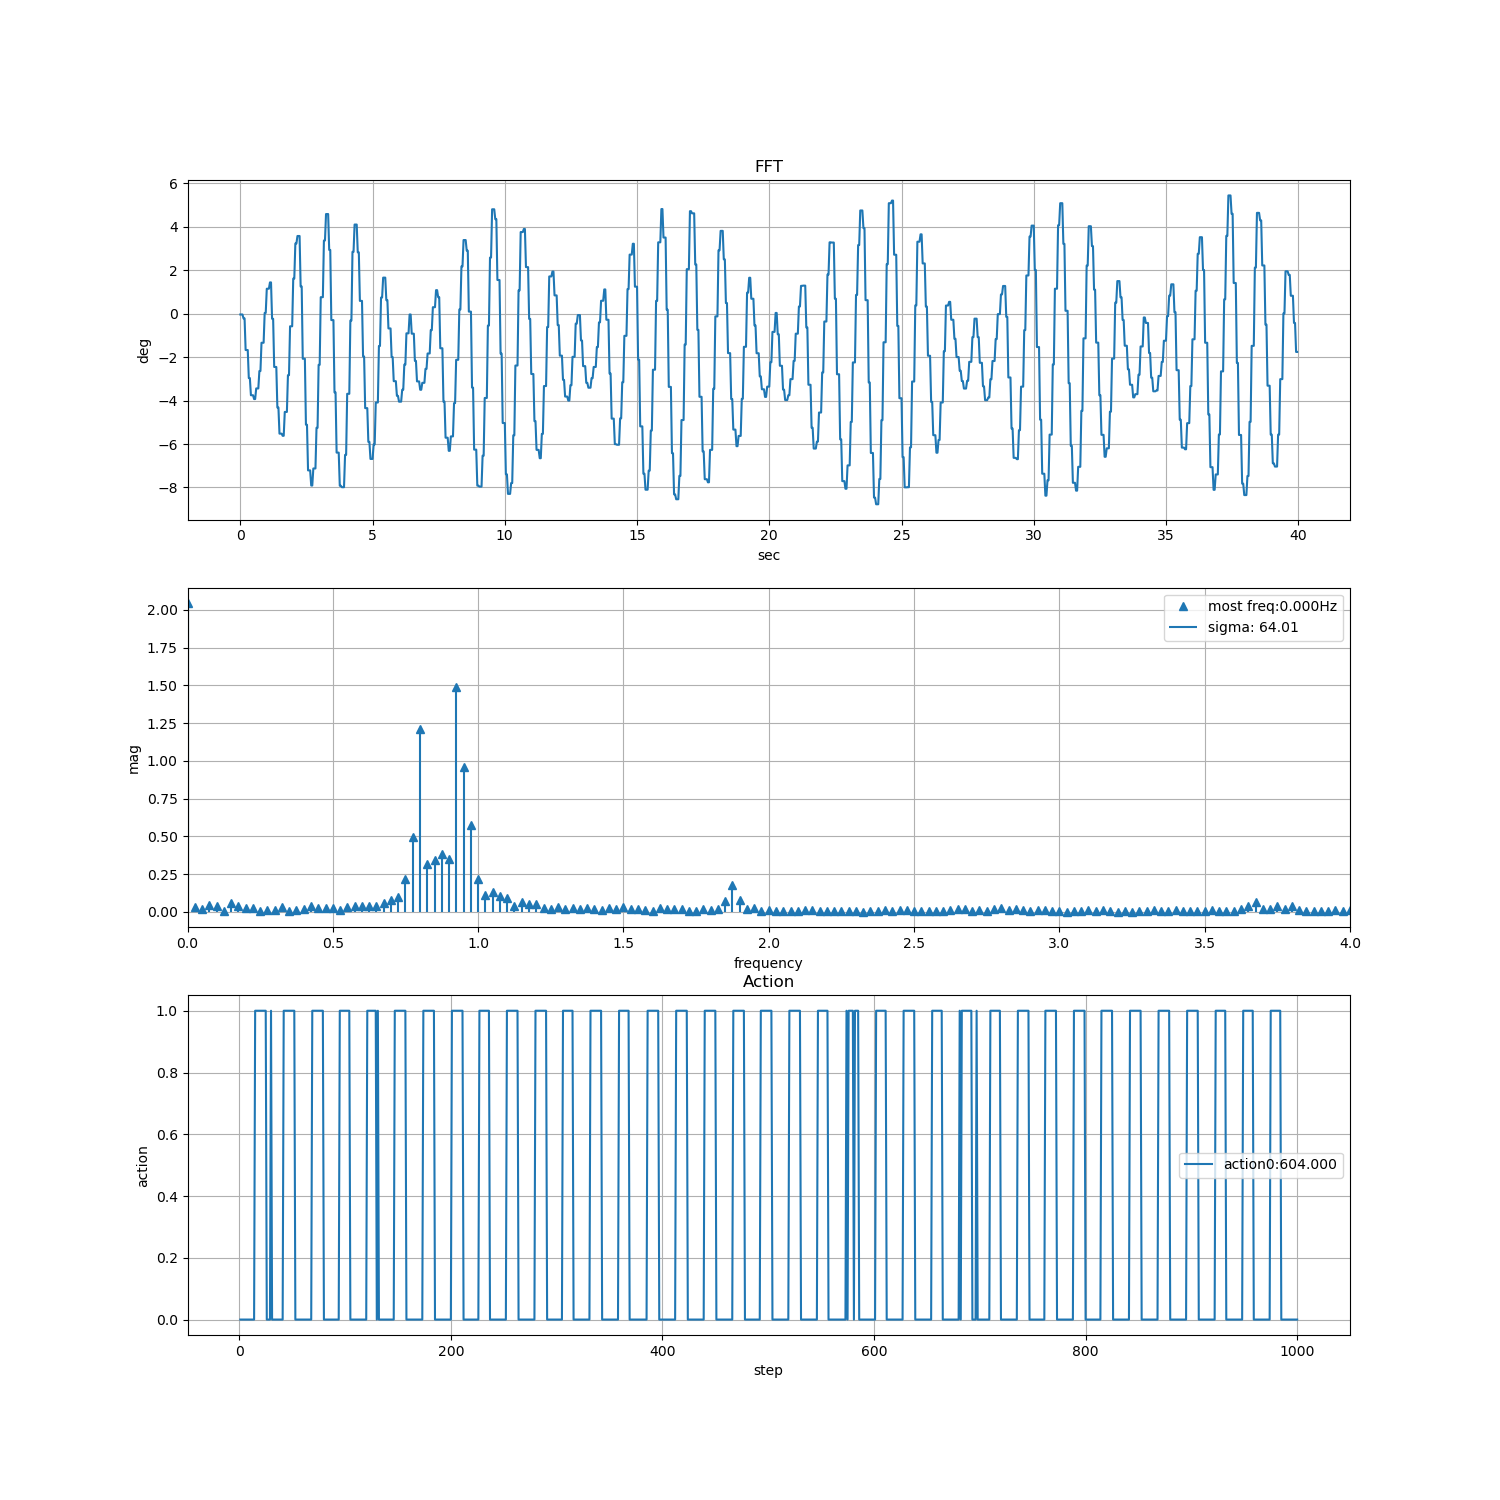 FFT
6
4
2
0
−2
−4
−6
−8
deg
0 5 10 15 20 25 30 35 40
sec
most freq:0.000Hz
sigma: 64.01
2.00
1.75
1.50
1.25
1.00
0.75
0.50
0.25
0.00
mag
0.0 0.5 1.0 1.5 2.0 2.5 3.0 3.5 4.0
frequency
Action
1.0
0.8
0.6
0.4
0.2
0.0
action
action0:604.000
0 200 400 600 800 1000
step